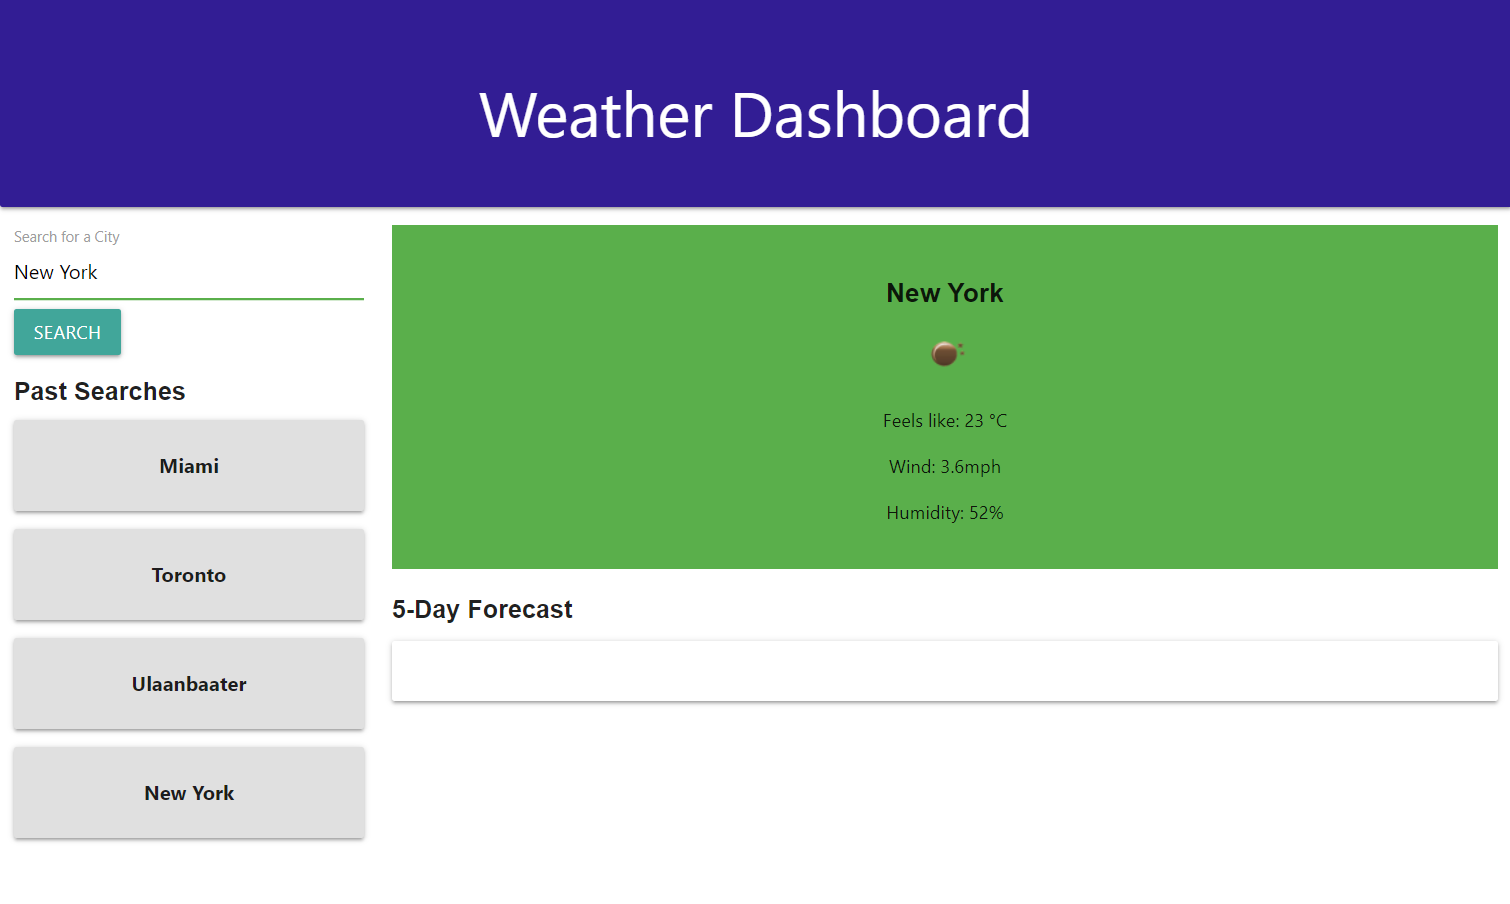 Weather Dashboard
Search for a City
New York
SEARCH
Past Searches
Miami
Toronto
Ulaanbaater
New York
New York
Feels like: 23 °C
Wind: 3.6mph
Humidity: 52%
5-Day Forecast